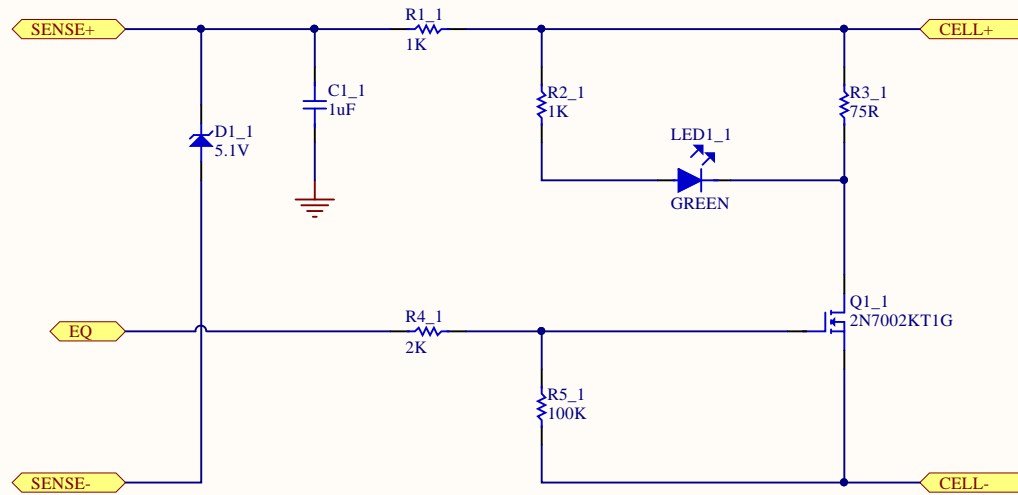 R1_1
SENSE+
CELL+
1K
C1_1
1uF
R2_1
1K
R3_1
75R
D1_1
5.1V
LED1_1
GREEN
Q1_1
2N7002KT1G
R4_1
EQ
2K
R5_1
100K
SENSE-
CELL-